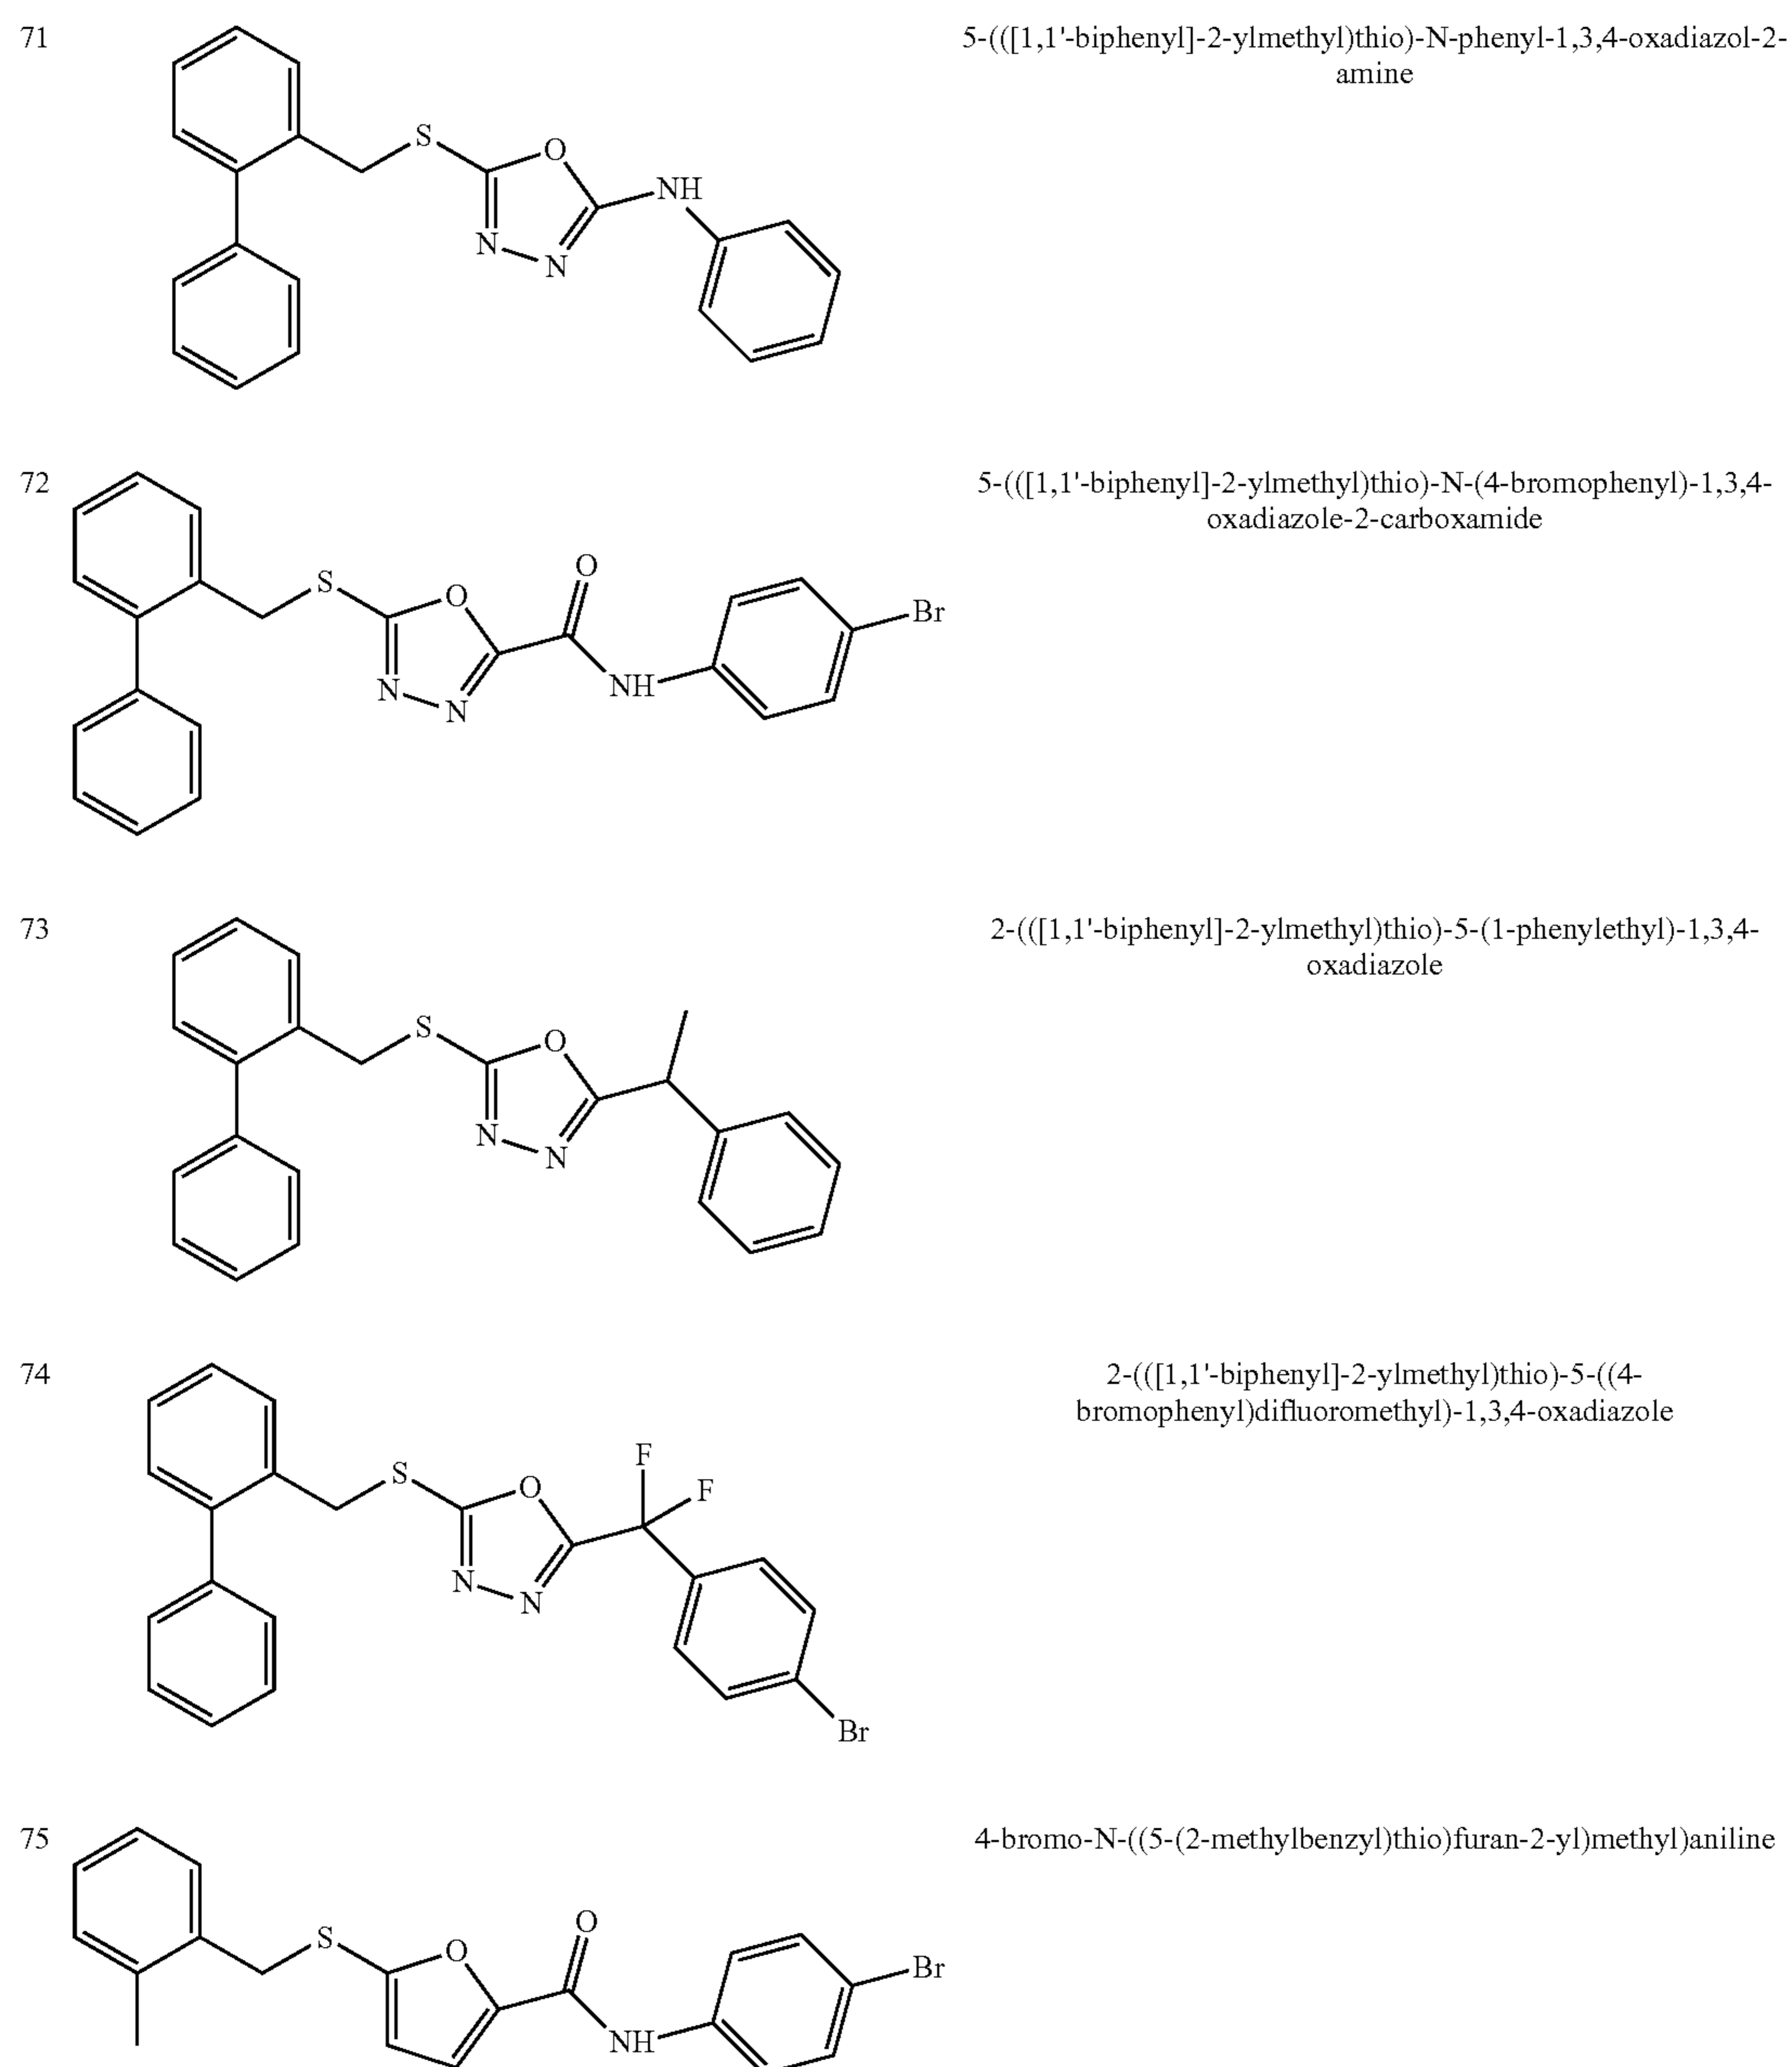 71
5-(([1,1'-biphenyl]-2-ylmethyl)thio)-N-phenyl-1,3,4-oxadiazol-2-
amine
S
O
NH
N
N
72
5-(([1,1'-biphenyl]-2-ylmethyl)thio)-N-(4-bromophenyl)-1,3,4-
oxadiazole-2-carboxamide
O
S
O
Br
NH
N
N
73
2-(([1,1'-biphenyl]-2-ylmethyl)thio)-5-(1-phenylethyl)-1,3,4-
oxadiazole
S
O
N
N
74
2-(([1,1'-biphenyl]-2-ylmethyl)thio)-5-((4-
bromophenyl)difluoromethyl)-1,3,4-oxadiazole
F
S
O
F
N
N
Br
75
4-bromo-N-((5-(2-methylbenzyl)thio)furan-2-yl)methyl)aniline
O
S
O
Br
NH